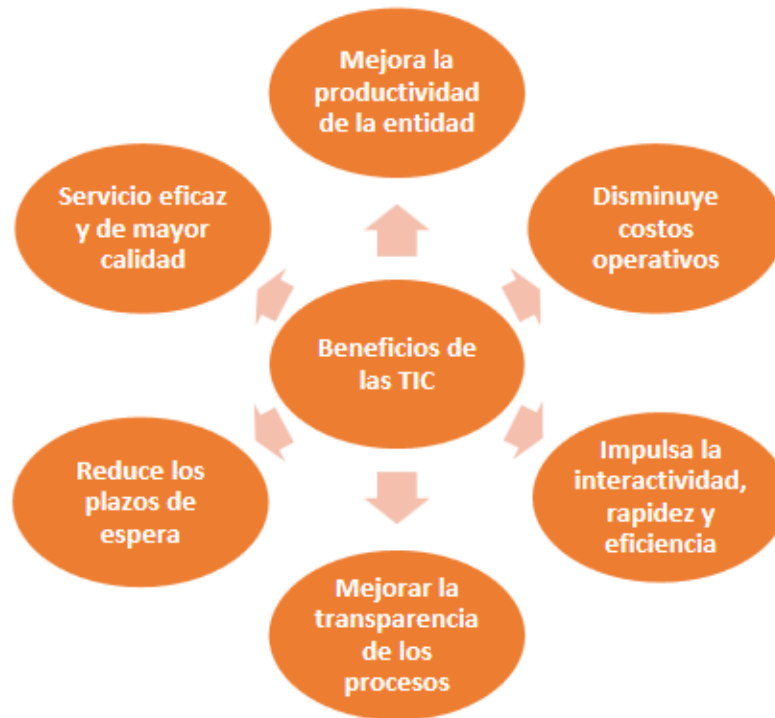 Mejora la
productividad
de la entidad
Servicio eficaz
y de mayor
calidad
Disminuye
costos
operativos
Beneficios de
las TIC
Reduce los
plazos de
espera
Impulsa la
interactividad,
rapidez y
eficiencia
Mejorar la
transparencia
de los
procesos